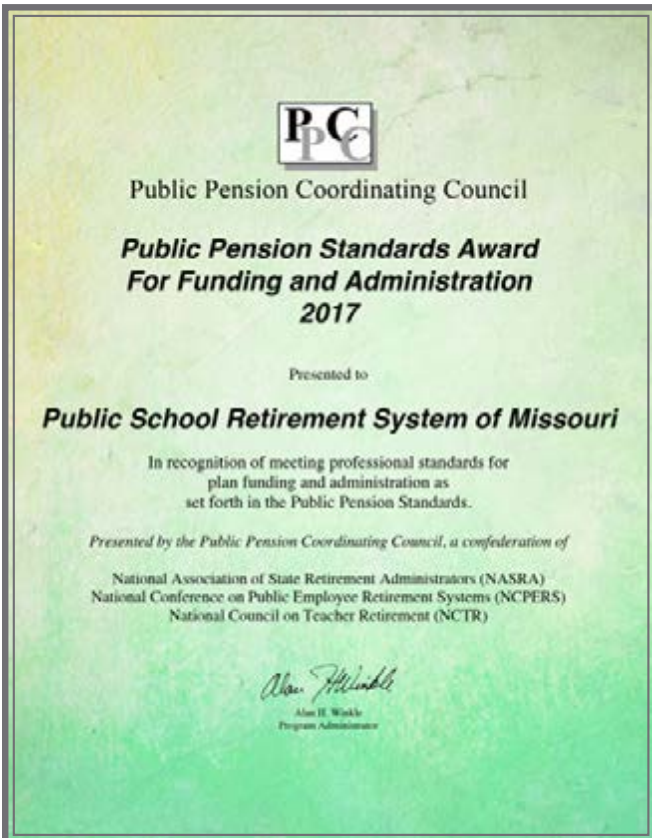 PPCC
Public Pension Coordinating Council
Public Pension Standards Award
For Funding and Administration
2017
Presented to
Public School Retirement System of Missouri
In recognition of meeting professional standards for
plan funding and administration as
set forth in the Public Pension Standards.
Presented by the Public Pension Coordinating Council, a confederation of
National Association of State Retirement Administrators (NASRA)
National Conference on Public Employee Retirement Systems (NCPERS)
National Council on Teacher Retirement (NCTR)
Alan H Winkle
Alan H. Winkle
Program Administrator